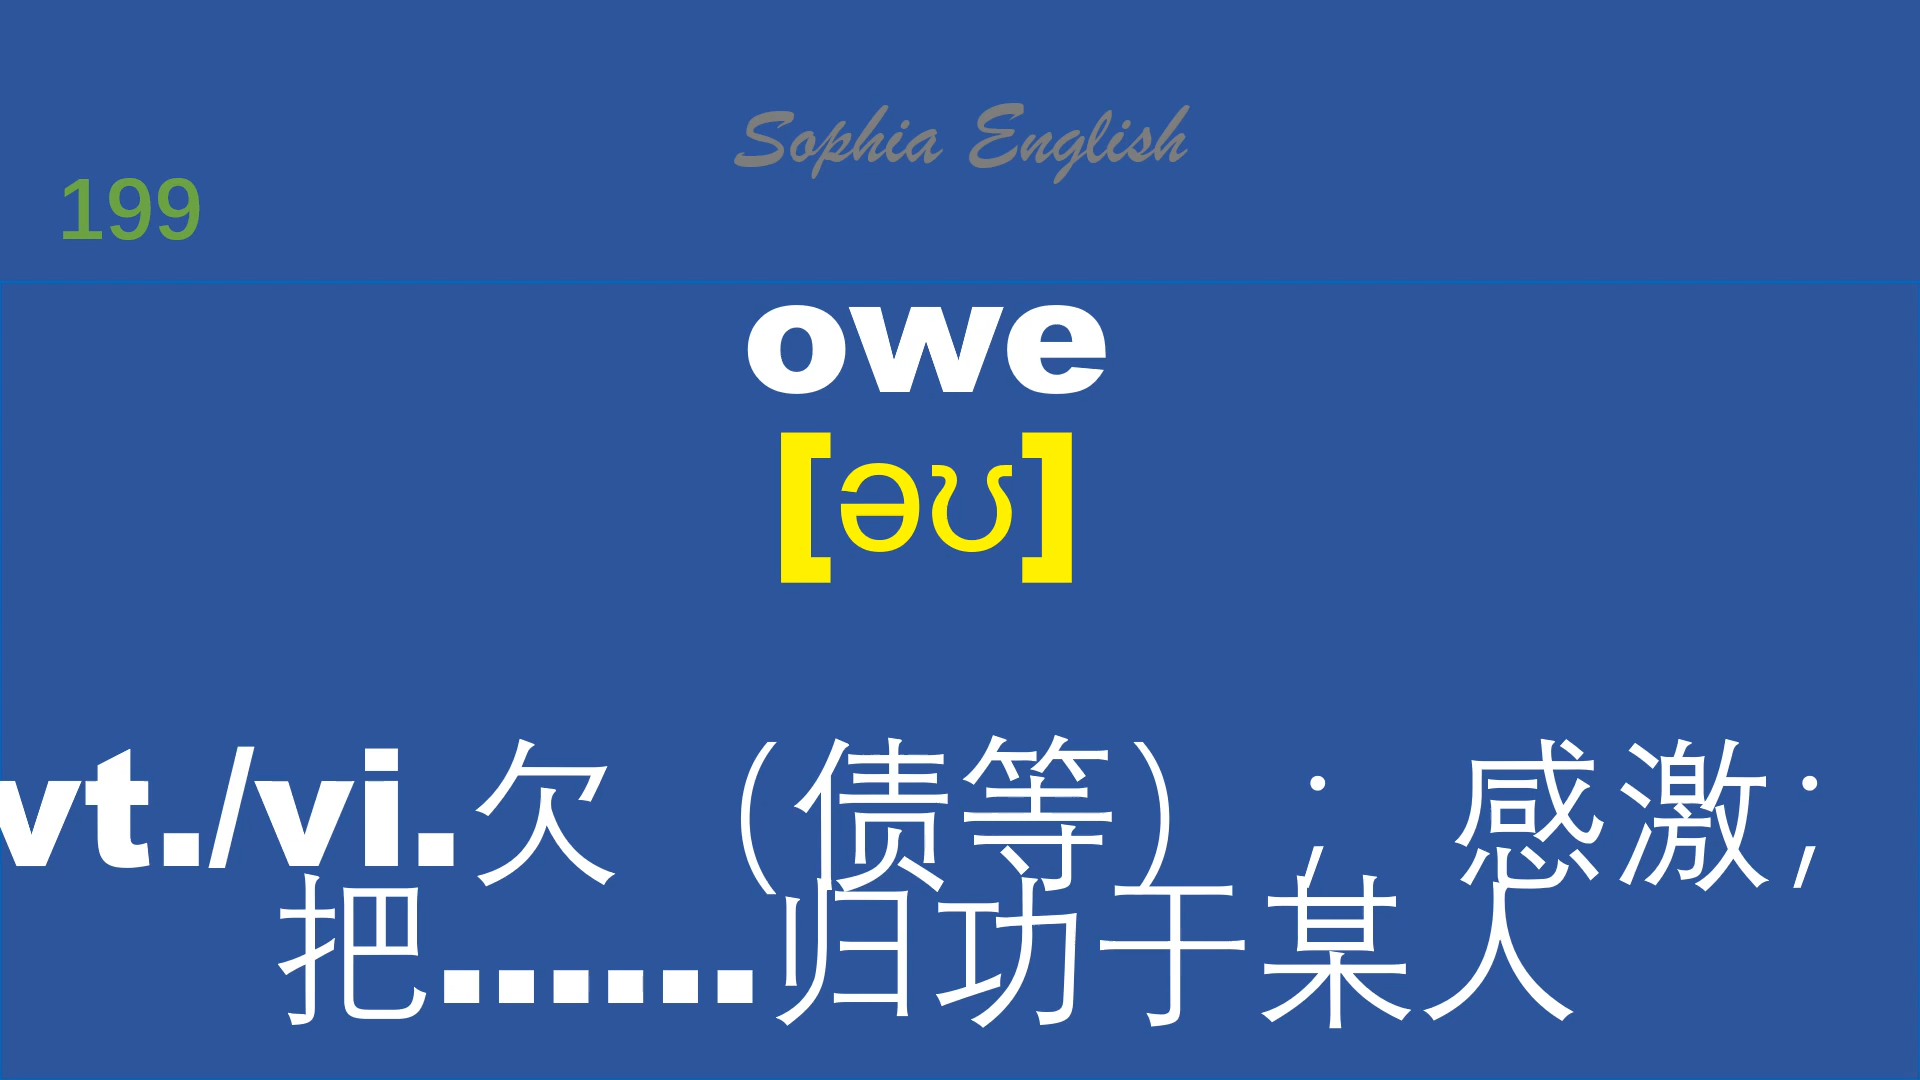 Sophia English
199
owe
[əʊ]
vt./vi.欠（债等）；感激；
把......归功于某人